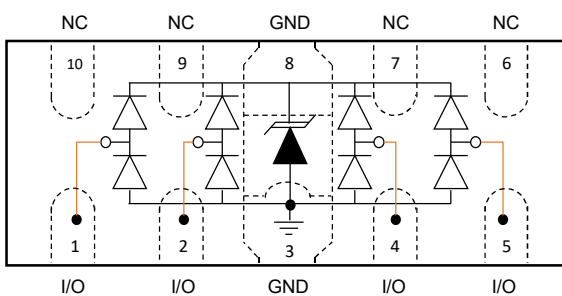 NC NC GND NC NC
10 9 8 7 6
1 2 3 4 5
I/O I/O GND I/O I/O